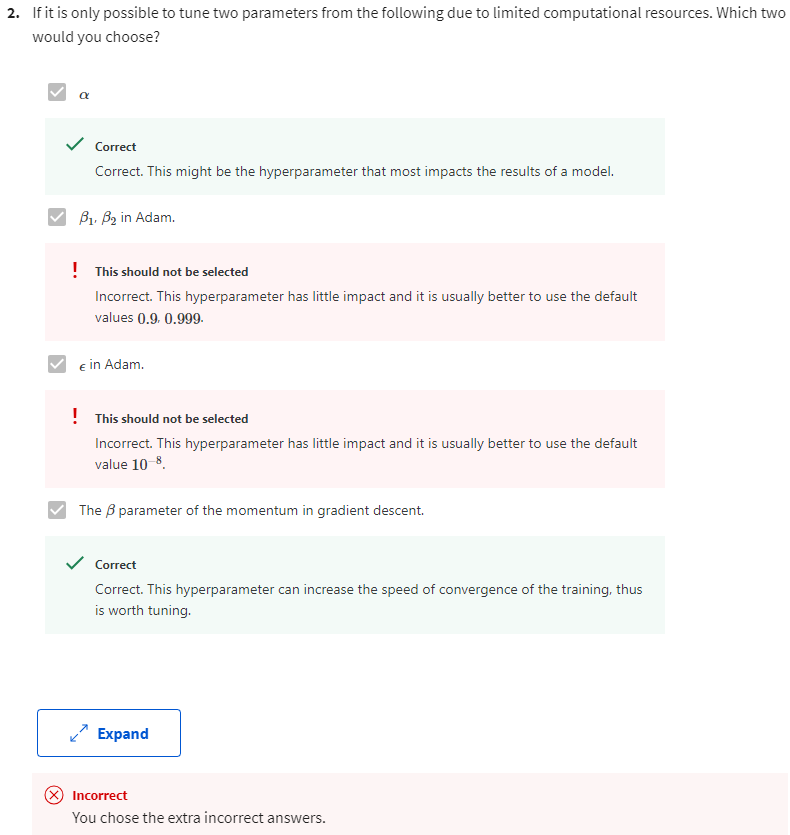 2. If it is only possible to tune two parameters from the following due to limited computational resources. Which two
would you choose?
α
Correct
Correct. This might be the hyperparameter that most impacts the results of a model.
β₁, β₂ in Adam.
! This should not be selected
Incorrect. This hyperparameter has little impact and it is usually better to use the default
values 0.9, 0.999.
ϵ in Adam.
! This should not be selected
Incorrect. This hyperparameter has little impact and it is usually better to use the default
value 10⁻⁸.
The β parameter of the momentum in gradient descent.
Correct
Correct. This hyperparameter can increase the speed of convergence of the training, thus
is worth tuning.
Expand
Incorrect
You chose the extra incorrect answers.